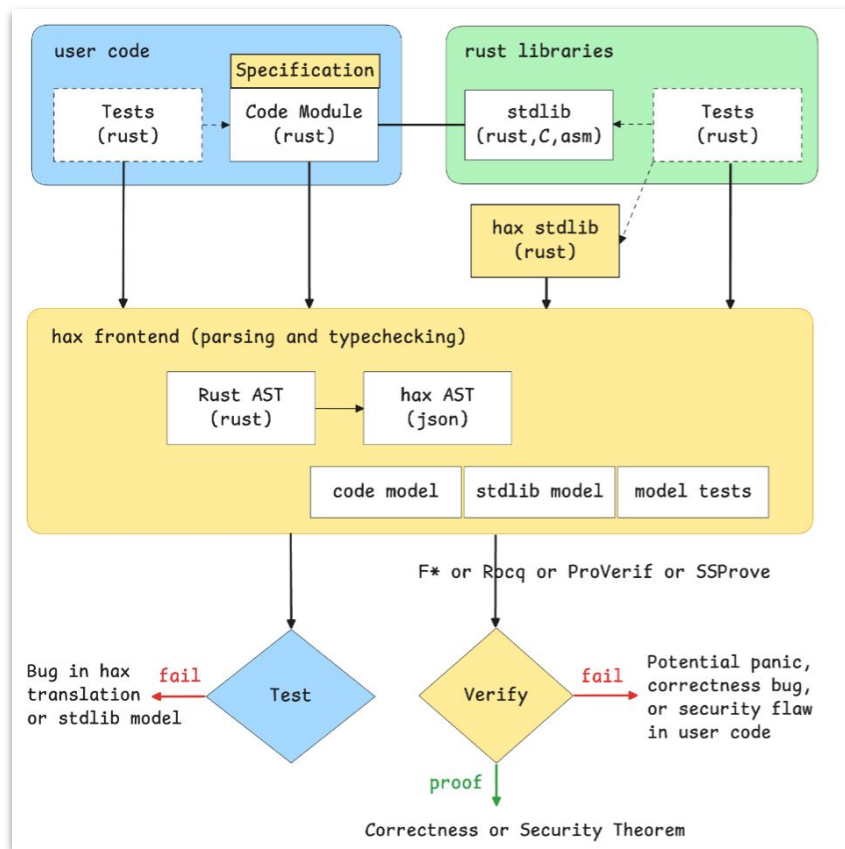 user code
rust libraries
Specification
Tests
(rust)
Code Module
(rust)
stdlib
(rust,C,asm)
Tests
(rust)
hax stdlib
(rust)
hax frontend (parsing and typechecking)
Rust AST
(rust)
hax AST
(json)
code model
stdlib model
model tests
F* or Rocq or ProVerif or SSProve
Bug in hax
translation
or stdlib model
fail
Test
Verify
fail
Potential panic,
correctness bug,
or security flaw
in user code
proof
Correctness or Security Theorem